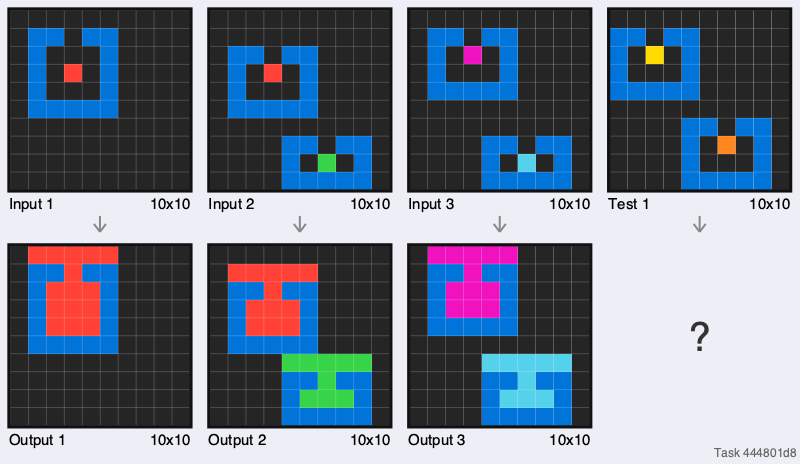 Input 1 10x10 Input 2 10x10 Input 3 10x10 Test 1 10x10
?
Output 1 10x10 Output 2 10x10 Output 3 10x10
Task 444801d8